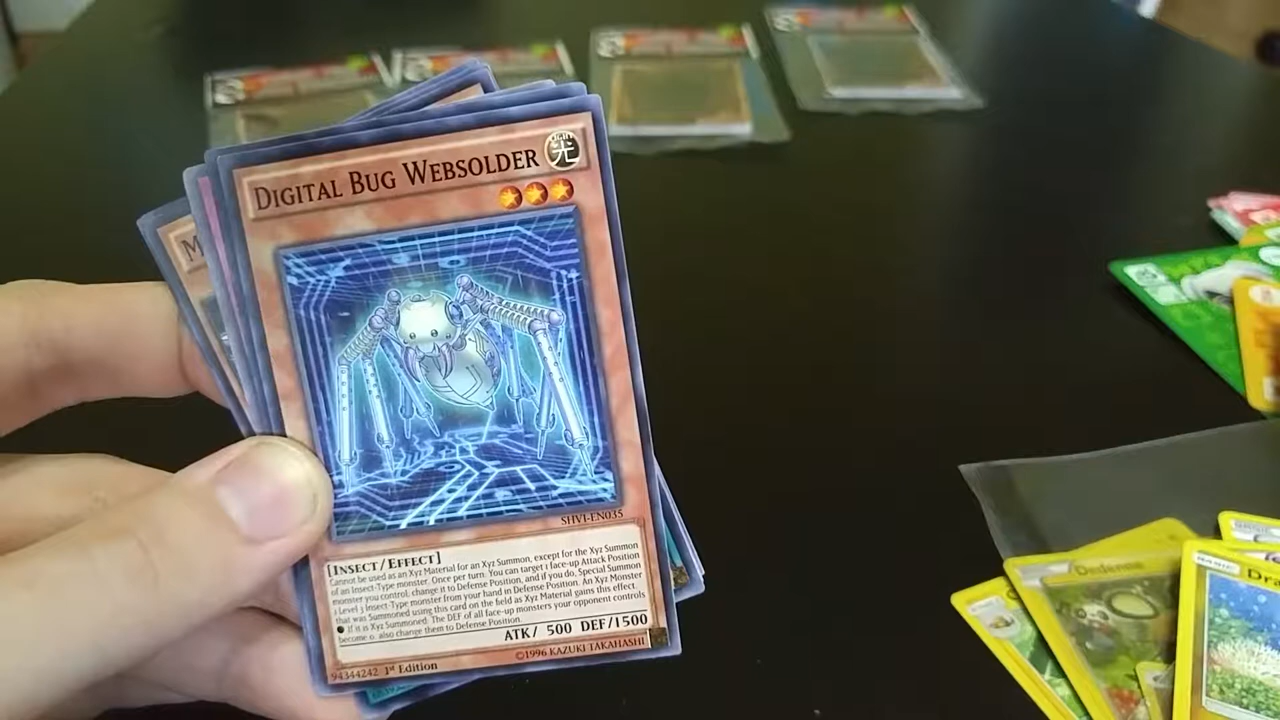 DIGITAL BUG WEBSOLDER
LIGHT
光
M
SHVI-EN035
[INSECT/EFFECT]
Cannot be used as an Xyz Material for an Xyz Summon, except for the Xyz Summon
of an Insect-Type monster. Once per turn: You can target 1 face-up Attack Position
monster you control; change it to Defense Position, and if you do, Special Summon
1 Level 3 Insect-Type monster from your hand in Defense Position. An Xyz Monster
that was Summoned using this card on the field as Xyz Material gains this effect.
● If it is Xyz Summoned: The DEF of all face-up monsters your opponent controls
become 0, also change them to Defense Position.
ATK/ 500 DEF/1500
94344242 1st Edition
©1996 KAZUKI TAKAHASHI
Dedenne
Dra